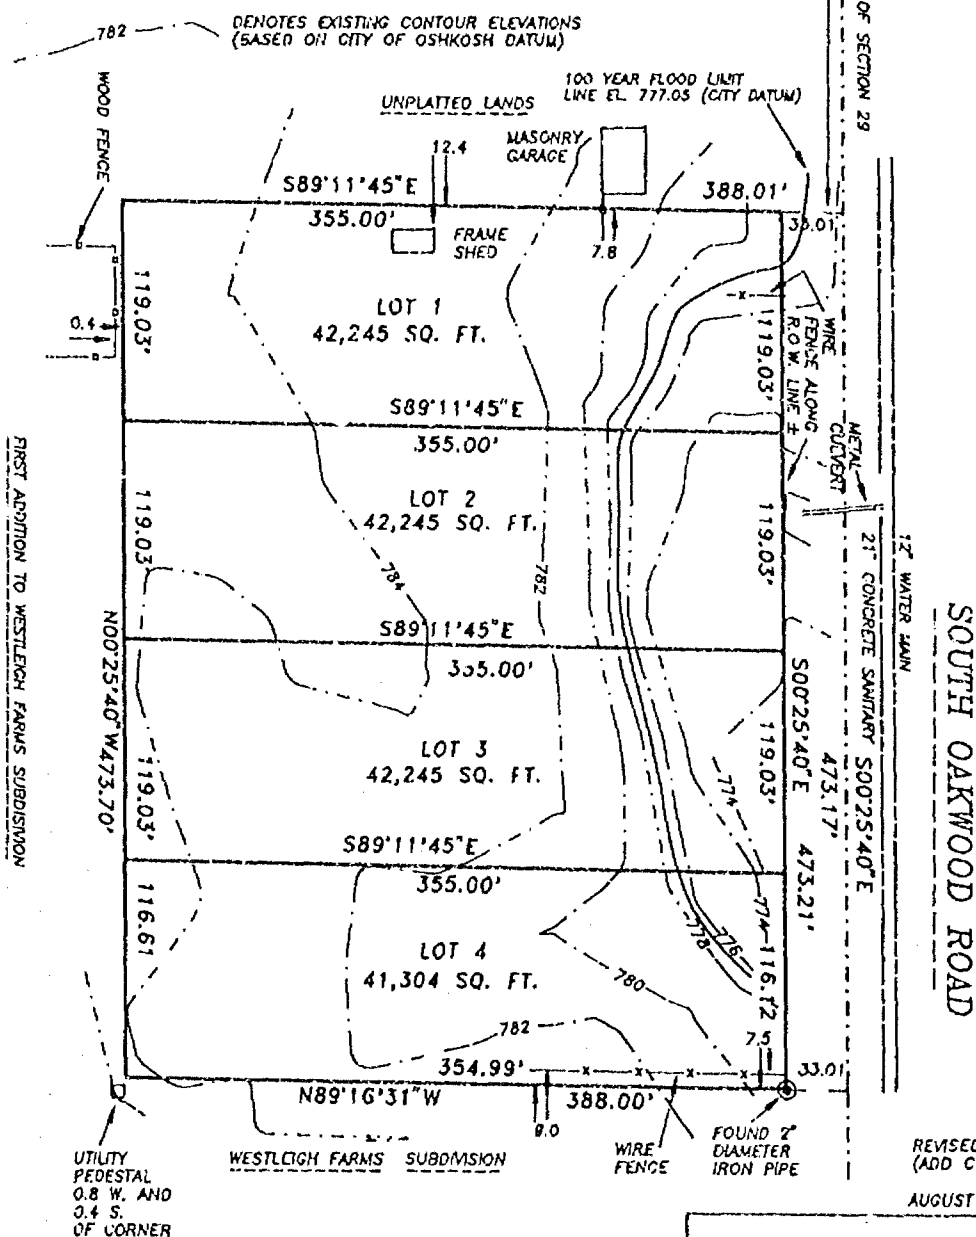 782
DENOTES EXISTING CONTOUR ELEVATIONS
(BASED ON CITY OF OSHKOSH DATUM)
OF SECTION 29
WOOD FENCE
UNPLATTED LANDS
100 YEAR FLOOD LIMIT
LINE EL. 777.05 (CITY DATUM)
12.4
MASONRY
GARAGE
S89°11'45"E
355.00'
388.01'
33.01
FRAME
SHED
7.8
119.03'
0.4
LOT 1
42,245 SQ. FT.
119.03'
WIRE
FENCE ALONG
R.O.W. LINE ±
S89°11'45"E
355.00'
METAL
CULVERT
LOT 2
42,245 SQ. FT.
119.03'
119.03'
784
782
12" WATER MAIN
21" CONCRETE SANITARY
FIRST ADDITION TO WESTLEIGH FARMS SUBDIVISION
S89°11'45"E
355.00'
N00°25'40"W 473.70'
S00°25'40"E
473.21'
S00°25'40"E
473.17'
SOUTH OAKWOOD ROAD
LOT 3
42,245 SQ. FT.
119.03'
119.03'
774
S89°11'45"E
355.00'
116.61
LOT 4
41,304 SQ. FT.
774
776
778
780
782
116.12
7.5
354.99'
33.01
N89°16'31"W
388.00'
9.0
UTILITY
PEDESTAL
0.8 W. AND
0.4 S.
OF CORNER
WESTLEIGH FARMS SUBDIVISION
WIRE
FENCE
FOUND 2"
DIAMETER
IRON PIPE
REVISED
(ADD C
AUGUST